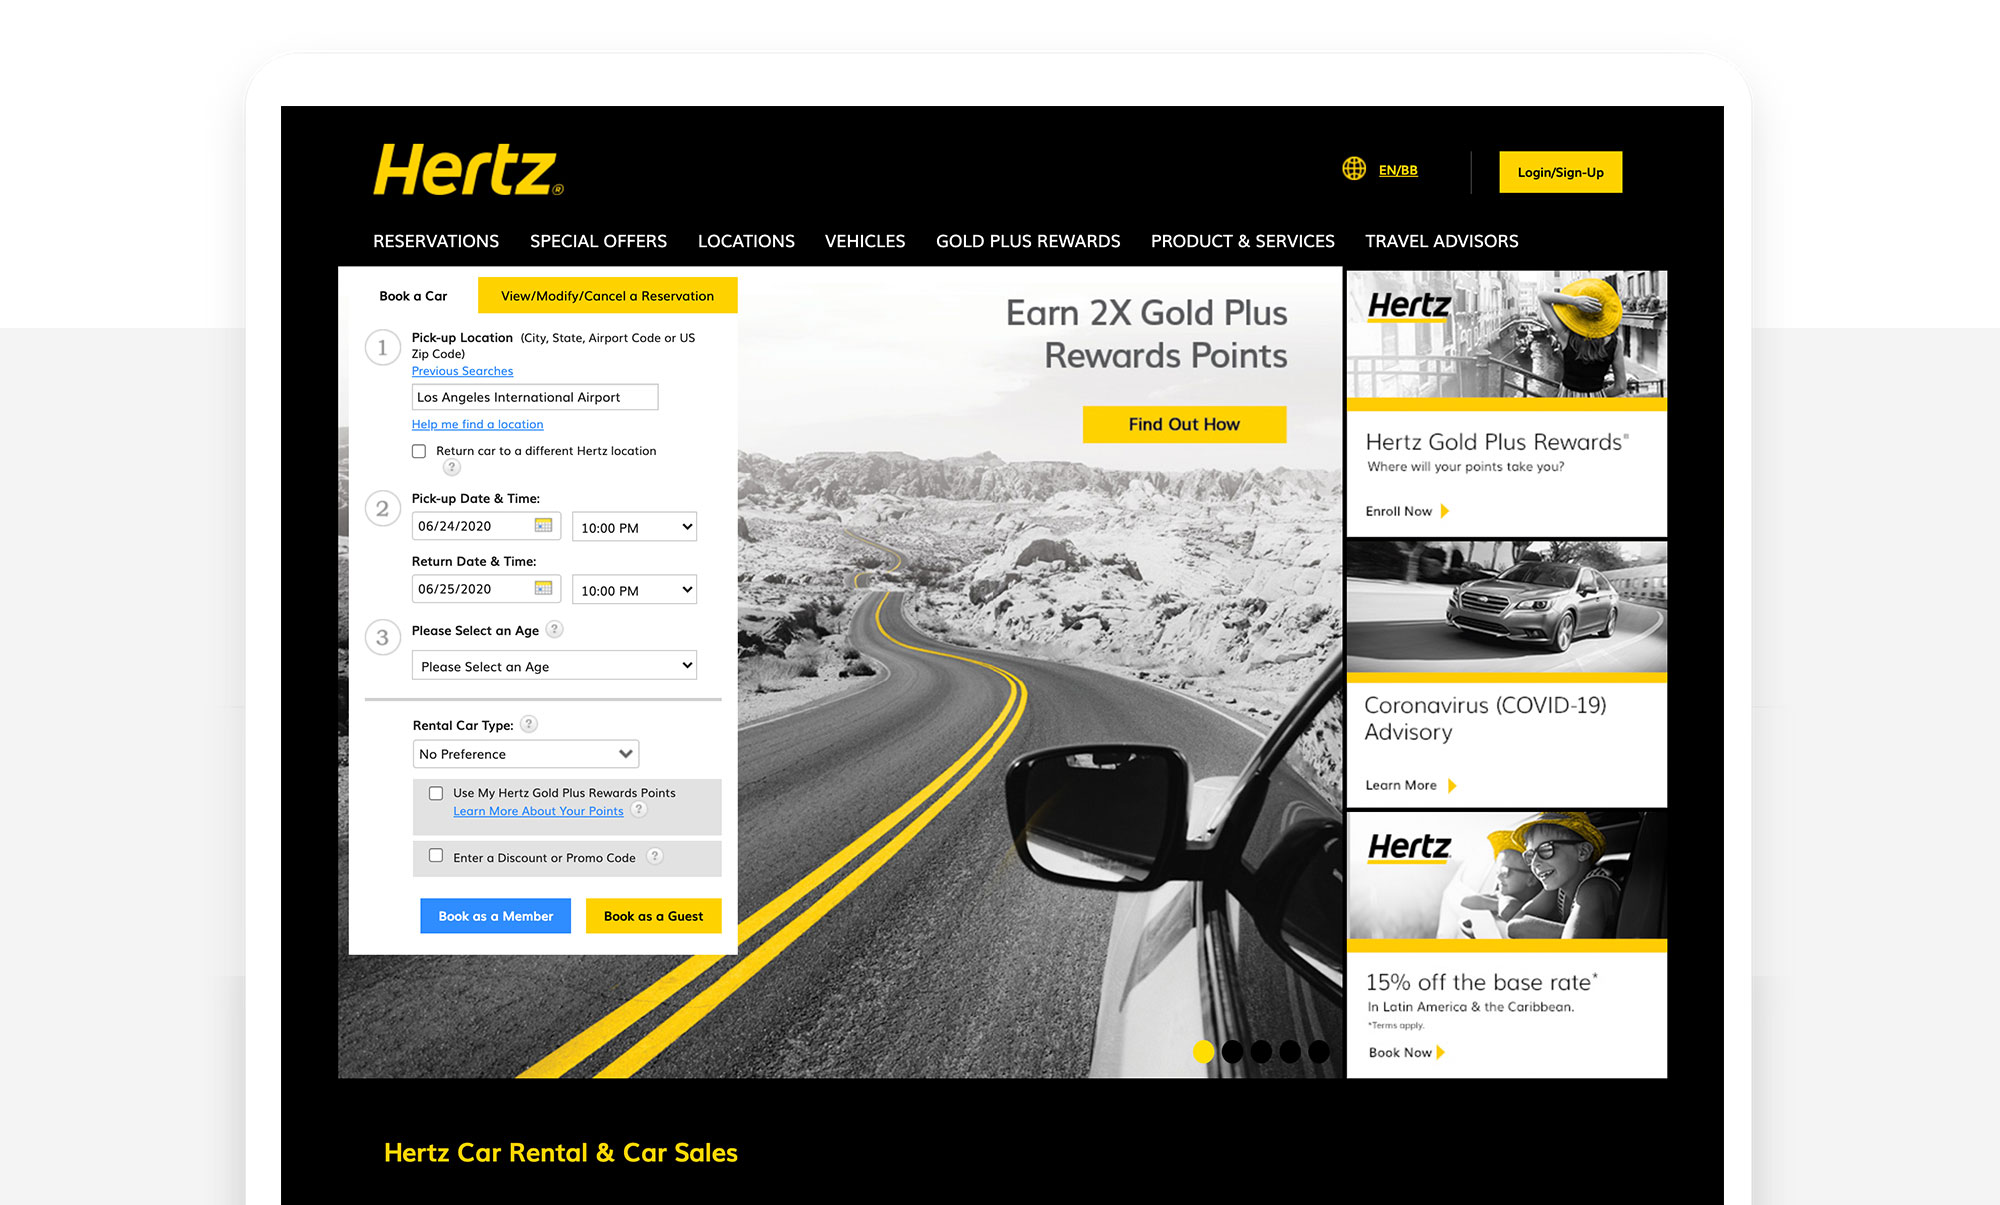 Hertz®
EN/BB
Login/Sign-Up
RESERVATIONS
SPECIAL OFFERS
LOCATIONS
VEHICLES
GOLD PLUS REWARDS
PRODUCT & SERVICES
TRAVEL ADVISORS
Book a Car
View/Modify/Cancel a Reservation
1
Pick-up Location (City, State, Airport Code or US
Zip Code)
Previous Searches
Los Angeles International Airport
Help me find a location
Return car to a different Hertz location
?
2
Pick-up Date & Time:
06/24/2020
10:00 PM
Return Date & Time:
06/25/2020
10:00 PM
3
Please Select an Age ?
Please Select an Age
Rental Car Type: ?
No Preference
Use My Hertz Gold Plus Rewards Points
Learn More About Your Points ?
Enter a Discount or Promo Code ?
Book as a Member
Book as a Guest
Earn 2X Gold Plus
Rewards Points
Find Out How
Hertz
Hertz Gold Plus Rewards®
Where will your points take you?
Enroll Now
Coronavirus (COVID-19)
Advisory
Learn More
Hertz
15% off the base rate*
In Latin America & the Caribbean.
*Terms apply.
Book Now
Hertz Car Rental & Car Sales